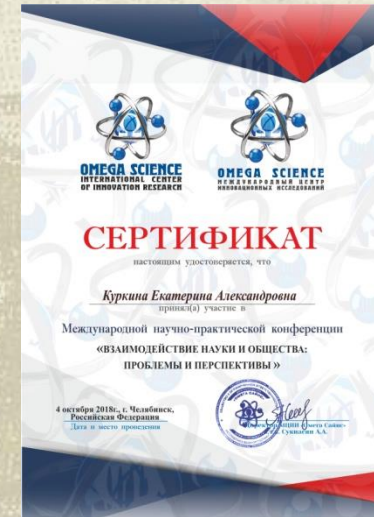 OMEGA SCIENCE
INTERNATIONAL CENTER
OF INNOVATION RESEARCH
OMEGA SCIENCE
МЕЖДУНАРОДНЫЙ ЦЕНТР
ИННОВАЦИОННЫХ ИССЛЕДОВАНИЙ
СЕРТИФИКАТ
настоящим удостоверяется, что
Куркина Екатерина Александровна
принял(а) участие в
Международной научно-практической конференции
«ВЗАИМОДЕЙСТВИЕ НАУКИ И ОБЩЕСТВА:
ПРОБЛЕМЫ И ПЕРСПЕКТИВЫ »
4 октября 2018г., г. Челябинск,
Российская Федерация
Дата и место проведения
Сукиасян А.А.